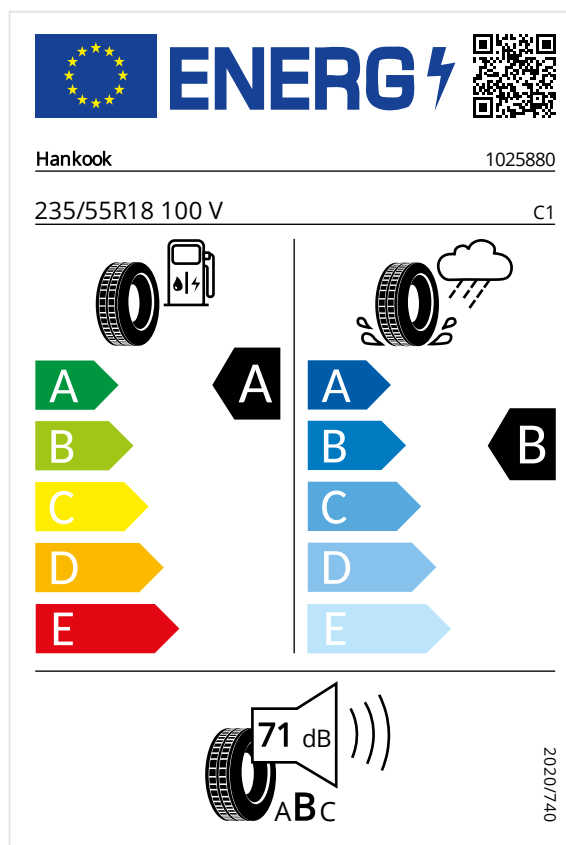 ENERG
Hankook 1025880
235/55R18 100 V C1
A A A
B B B
C C
D D
E E
71 dB
ABC
2020/740